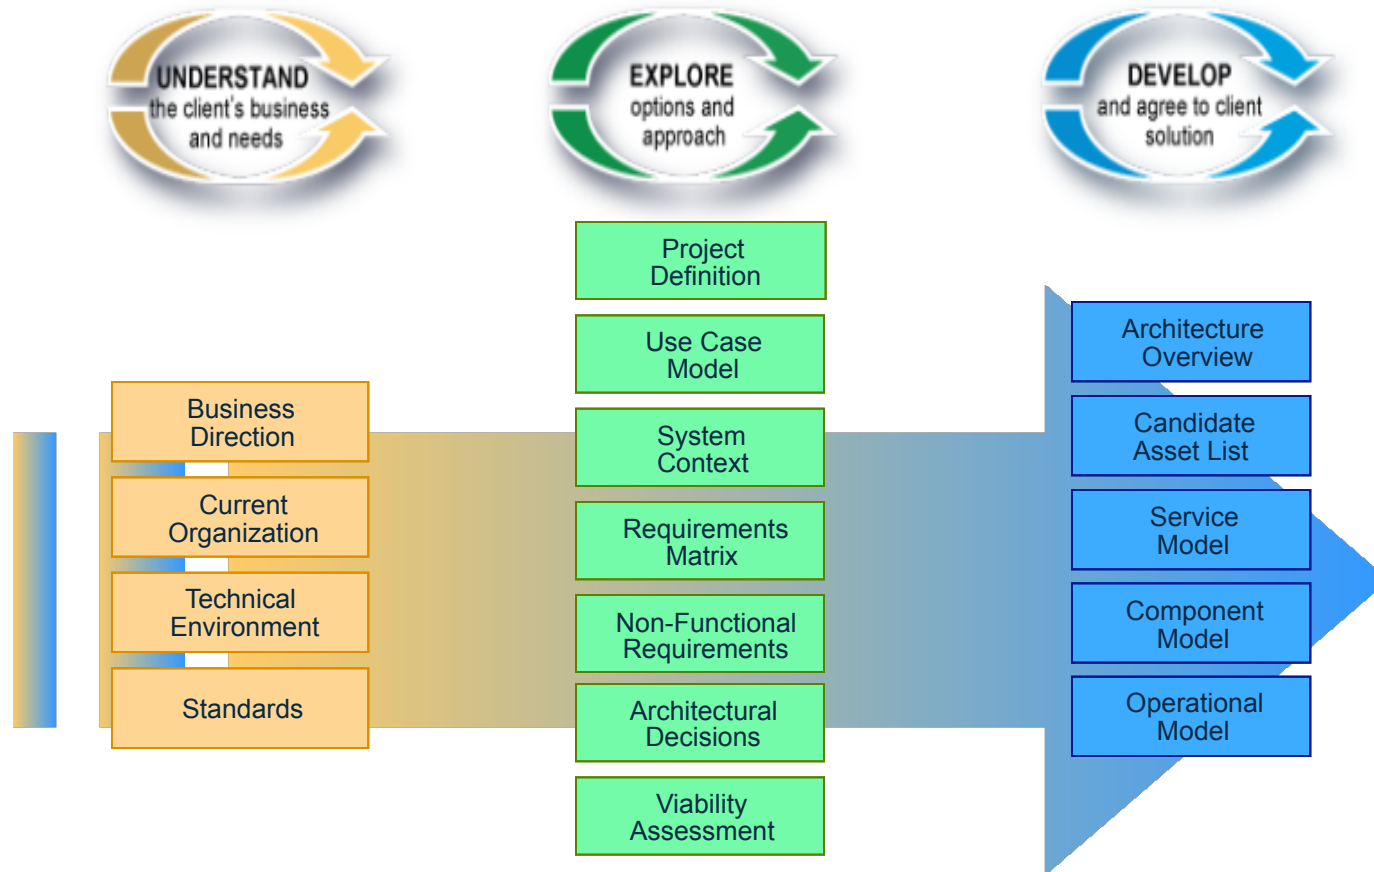 UNDERSTAND
the client's business
and needs
EXPLORE
options and
approach
DEVELOP
and agree to client
solution
Business
Direction
Current
Organization
Technical
Environment
Standards
Project
Definition
Use Case
Model
System
Context
Requirements
Matrix
Non-Functional
Requirements
Architectural
Decisions
Viability
Assessment
Architecture
Overview
Candidate
Asset List
Service
Model
Component
Model
Operational
Model